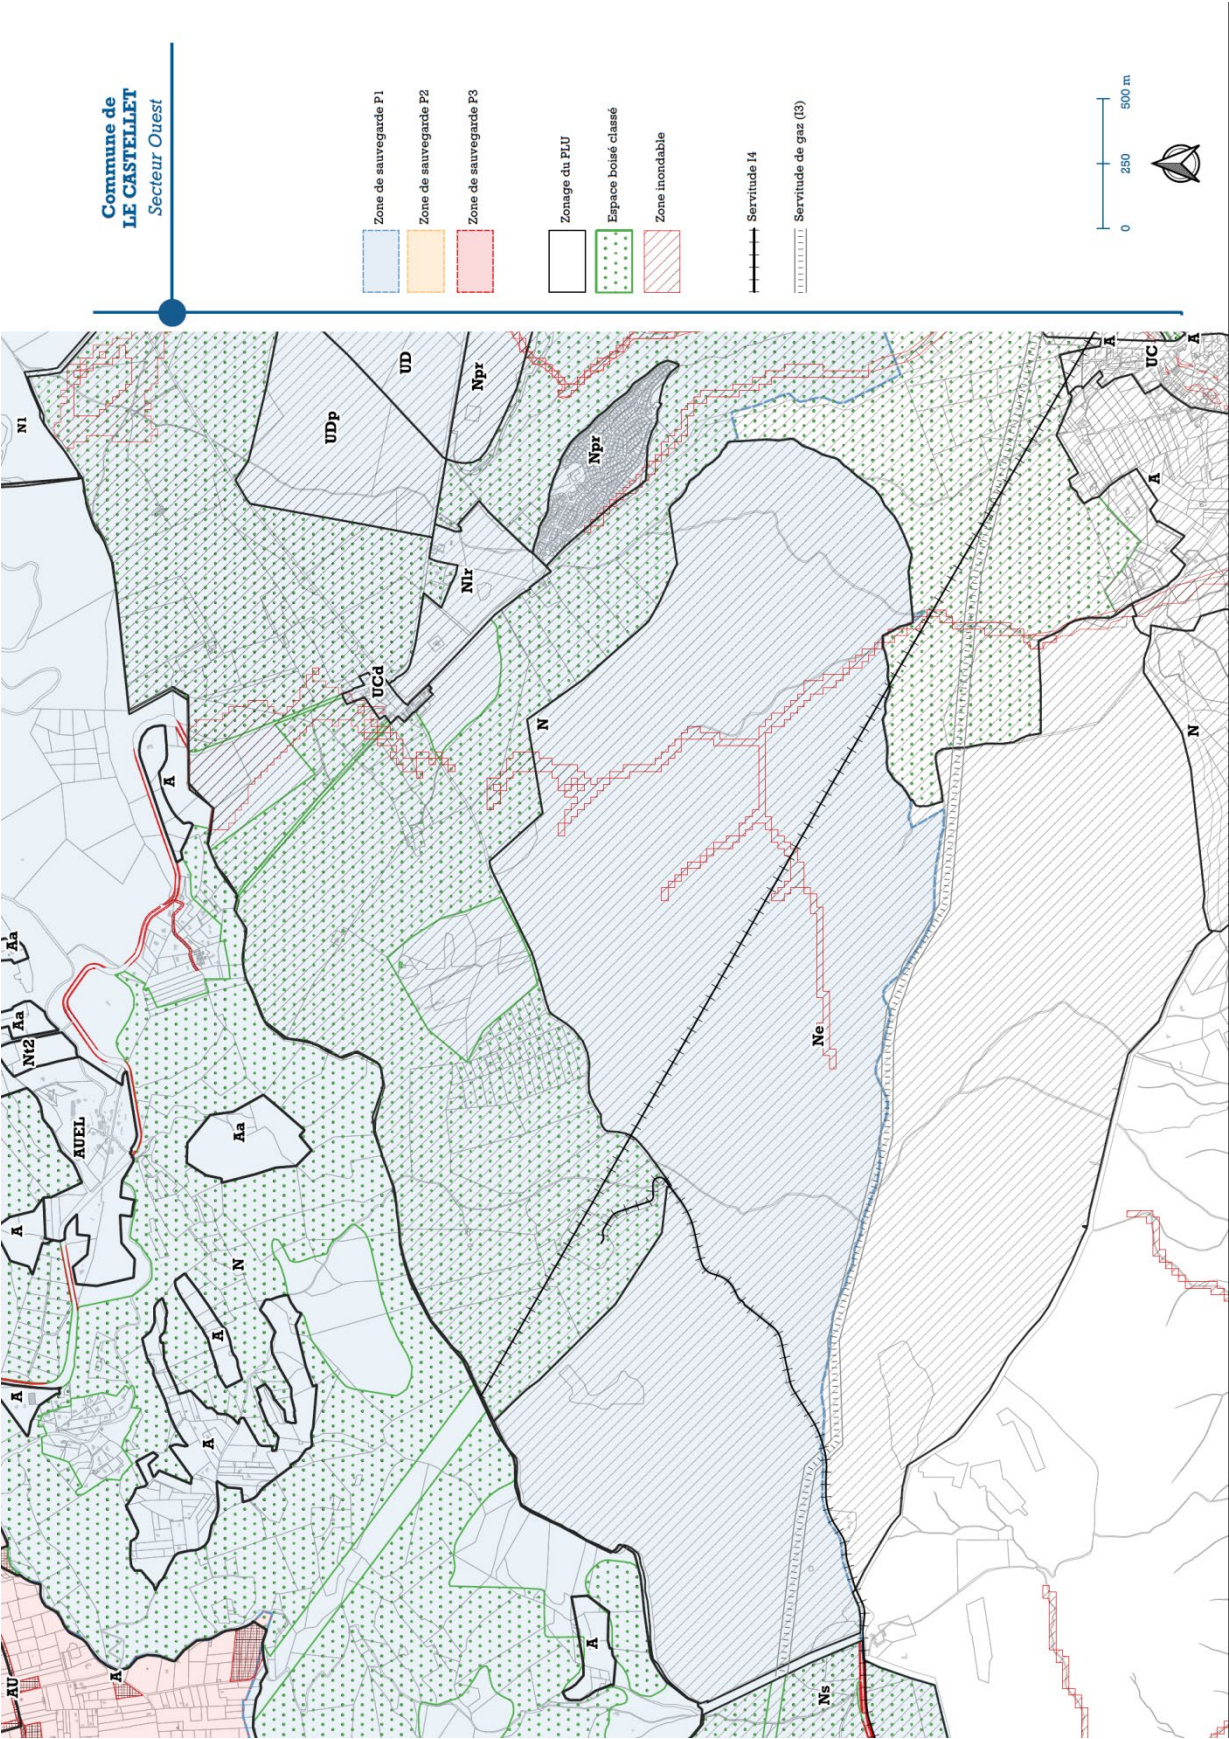 Commune de
LE CASTELLET
Secteur Ouest
Zone de sauvegarde P1
Zone de sauvegarde P2
Zone de sauvegarde P3
Zonage du PLU
Espace boisé classé
Zone inondable
Servitude I4
Servitude de gaz (I3)
0 250 500 m
AU
A
A
A
Aa
AUEL
Nt2
Aa
Aa
N1
A
A
N
A
UD
UDp
Npr
UCd
Nlr
Npr
A
N
Ns
Ne
A
UC
A
A
N